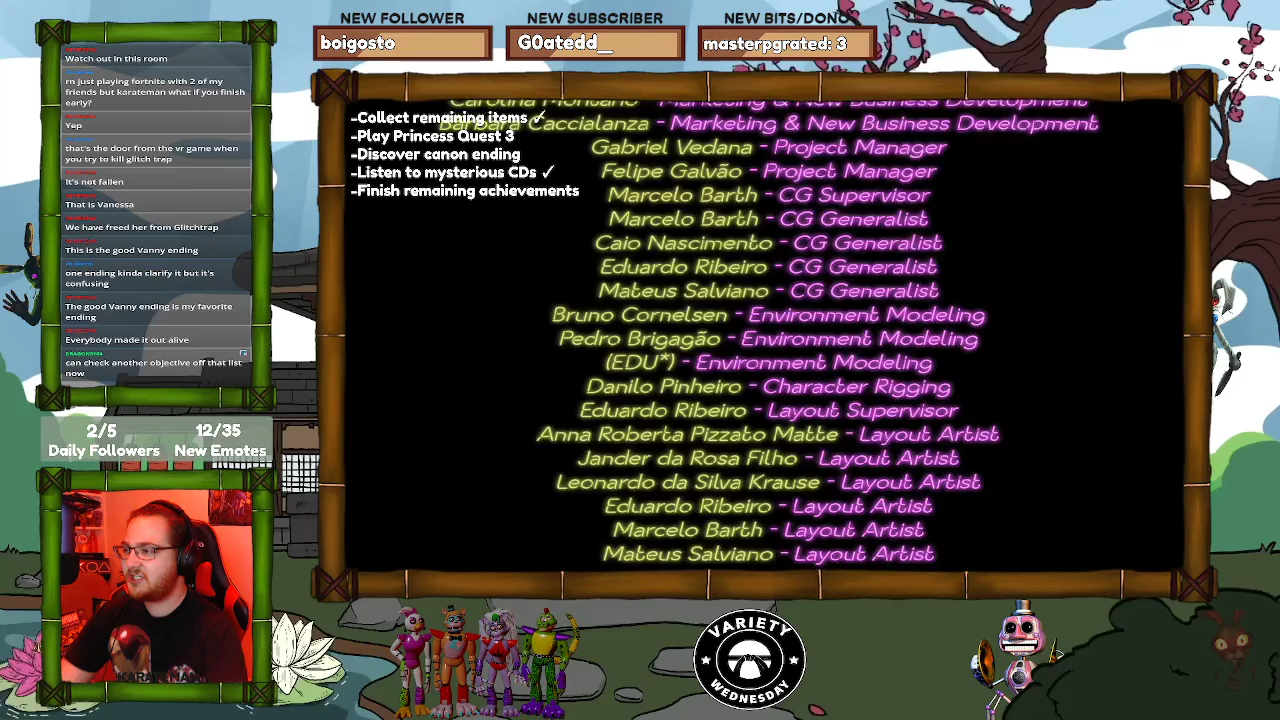 NEW FOLLOWER
NEW SUBSCRIBER
NEW BITS/DONO
boigosto
G0atedd_
masterpgrated: 3
Watch out in this room
rn just playing fortnite with 2 of my
friends but karateman what if you finish
early?
Yep
that's the door from the vr game when
you try to kill glitch trap
It's not fallen
That is Vanessa
We have freed her from Glithtrap
This is the good Vanny ending
one ending kinda clarify it but it's
confusing
The good Vanny ending is my favorite
ending
Everybody made it out alive
DRAGON9184
can check another objective off that list
now
2/5
Daily Followers
12/35
New Emotes
-Collect remaining items ✓
-Play Princess Quest 3
-Discover canon ending
-Listen to mysterious CDs ✓
-Finish remaining achievements
Carolina Montano - Marketing & New Business Development
Barbara Caccialanza - Marketing & New Business Development
Gabriel Vedana - Project Manager
Felipe Galvão - Project Manager
Marcelo Barth - CG Supervisor
Marcelo Barth - CG Generalist
Caio Nascimento - CG Generalist
Eduardo Ribeiro - CG Generalist
Mateus Salviano - CG Generalist
Bruno Cornelsen - Environment Modeling
Pedro Brigagão - Environment Modeling
(EDU*) - Environment Modeling
Danilo Pinheiro - Character Rigging
Eduardo Ribeiro - Layout Supervisor
Anna Roberta Pizzato Matte - Layout Artist
Jander da Rosa Filho - Layout Artist
Leonardo da Silva Krause - Layout Artist
Eduardo Ribeiro - Layout Artist
Marcelo Barth - Layout Artist
Mateus Salviano - Layout Artist
VARIETY
WEDNESDAY